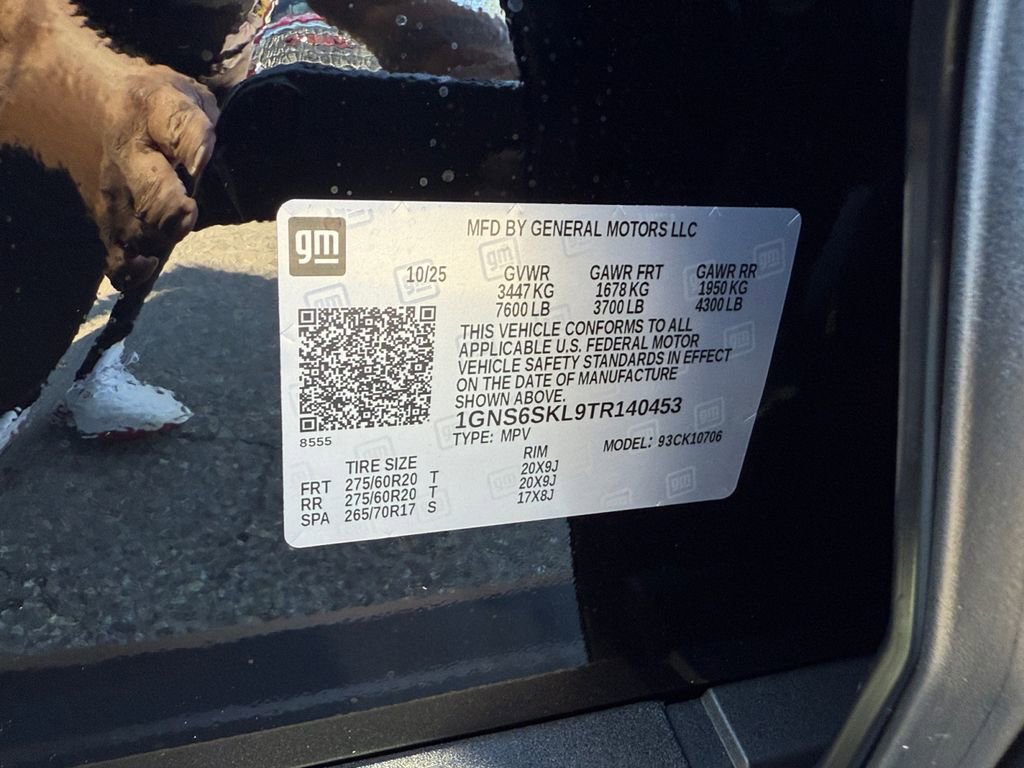 gm
MFD BY GENERAL MOTORS LLC
10/25 GVWR GAWR FRT GAWR RR
3447 KG 1678 KG 1950 KG
7600 LB 3700 LB 4300 LB
THIS VEHICLE CONFORMS TO ALL
APPLICABLE U.S. FEDERAL MOTOR
VEHICLE SAFETY STANDARDS IN EFFECT
ON THE DATE OF MANUFACTURE
SHOWN ABOVE.
1GNS6SKL9TR140453
8555
TYPE: MPV MODEL: 93CK10706
TIRE SIZE RIM
FRT 275/60R20 T 20X9J
RR 275/60R20 T 20X9J
SPA 265/70R17 S 17X8J